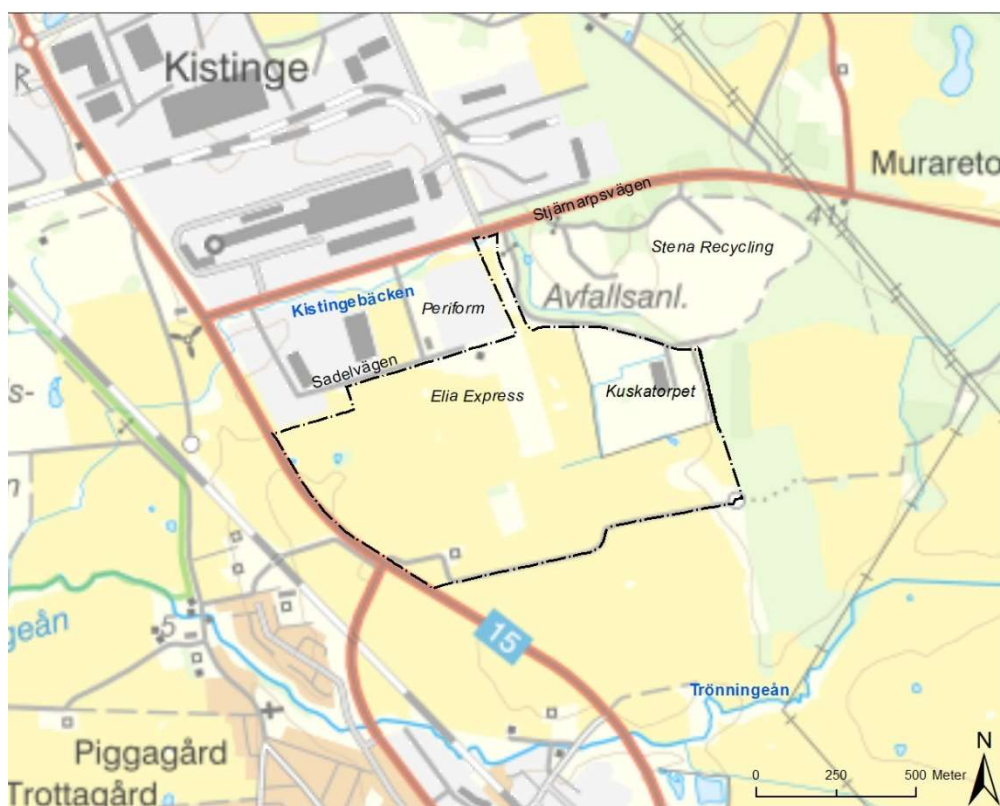 Kistinge
R
Murareto
Stjärnarpsvägen
4
Stena Recycling
Avfallsanl.
Kistingebäcken
Periform
Sadelvägen
Elia Express
Kuskatorpet
s-
n
15
geån
5
Trönningeån
Piggagård
Trottagård
N
0 250 500 Meter